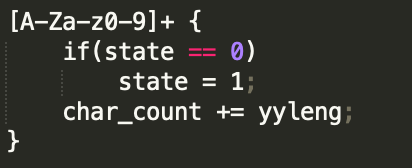 [A-Za-z0-9]+ {
    if(state == 0)
        state = 1;
    char_count += yyleng;
}